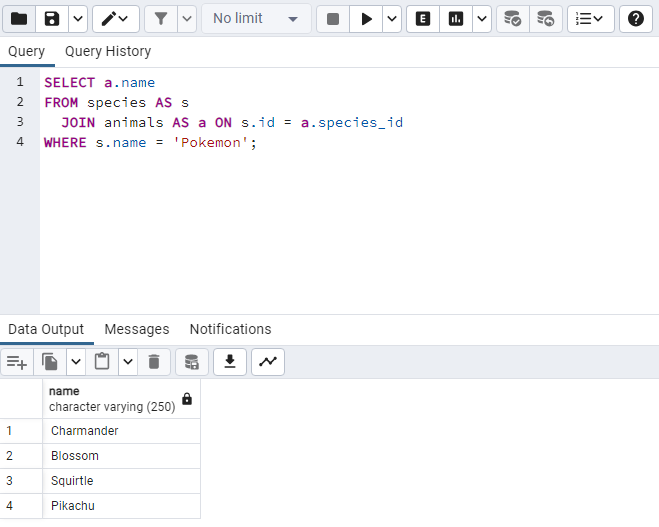 No limit
E
?
Query Query History
1 SELECT a.name
2 FROM species AS s
3 JOIN animals AS a ON s.id = a.species_id
4 WHERE s.name = 'Pokemon';
Data Output Messages Notifications
name
character varying (250)
1 Charmander
2 Blossom
3 Squirtle
4 Pikachu